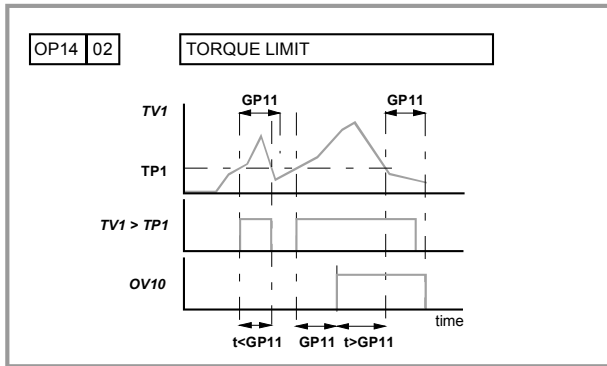 OP14 02 TORQUE LIMIT
GP11 GP11
TV1
TP1
TV1 > TP1
OV10
time
t<GP11 GP11 t>GP11